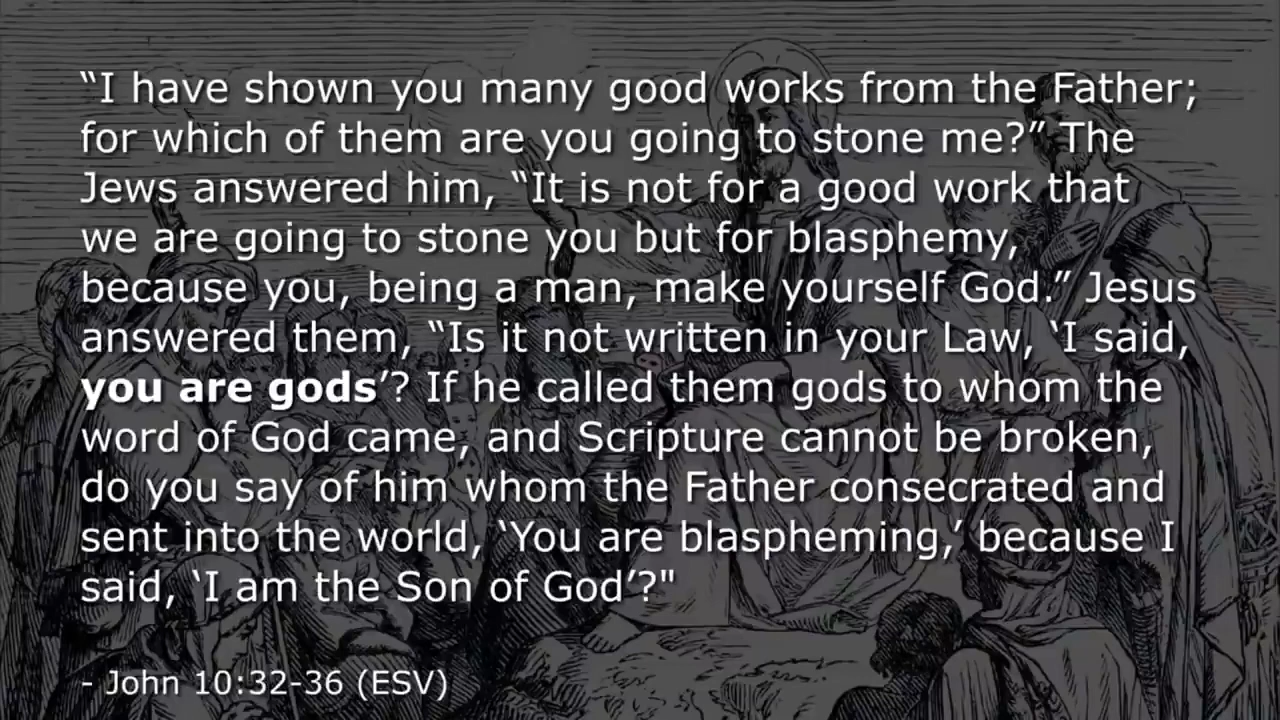 “I have shown you many good works from the Father;
for which of them are you going to stone me?” The
Jews answered him, “It is not for a good work that
we are going to stone you but for blasphemy,
because you, being a man, make yourself God.” Jesus
answered them, “Is it not written in your Law, ‘I said,
you are gods’? If he called them gods to whom the
word of God came, and Scripture cannot be broken,
do you say of him whom the Father consecrated and
sent into the world, ‘You are blaspheming,’ because I
said, ‘I am the Son of God’?"
- John 10:32-36 (ESV)